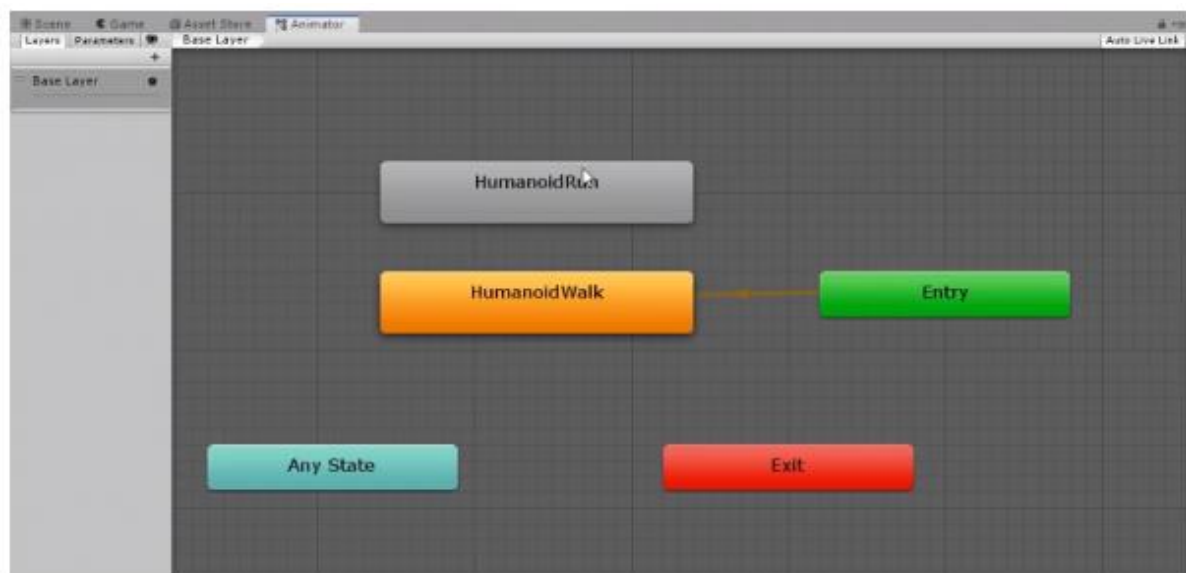 Scene Game Asset Store Animator
Layers Parameters Base Layer Auto Live Link
Base Layer
HumanoidRun
HumanoidWalk
Entry
Any State
Exit